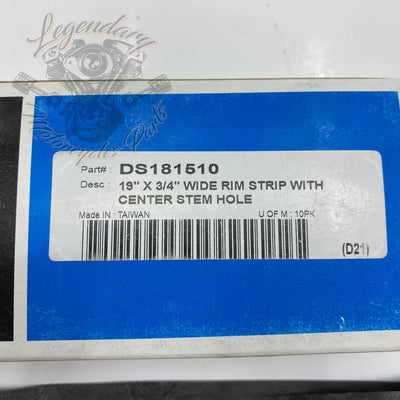 Legendary
Motorcycle Parts
Part#: DS181510
Desc : 19" X 3/4" WIDE RIM STRIP WITH
CENTER STEM HOLE
Made IN : TAIWAN U OF M : 10PK
(D21)